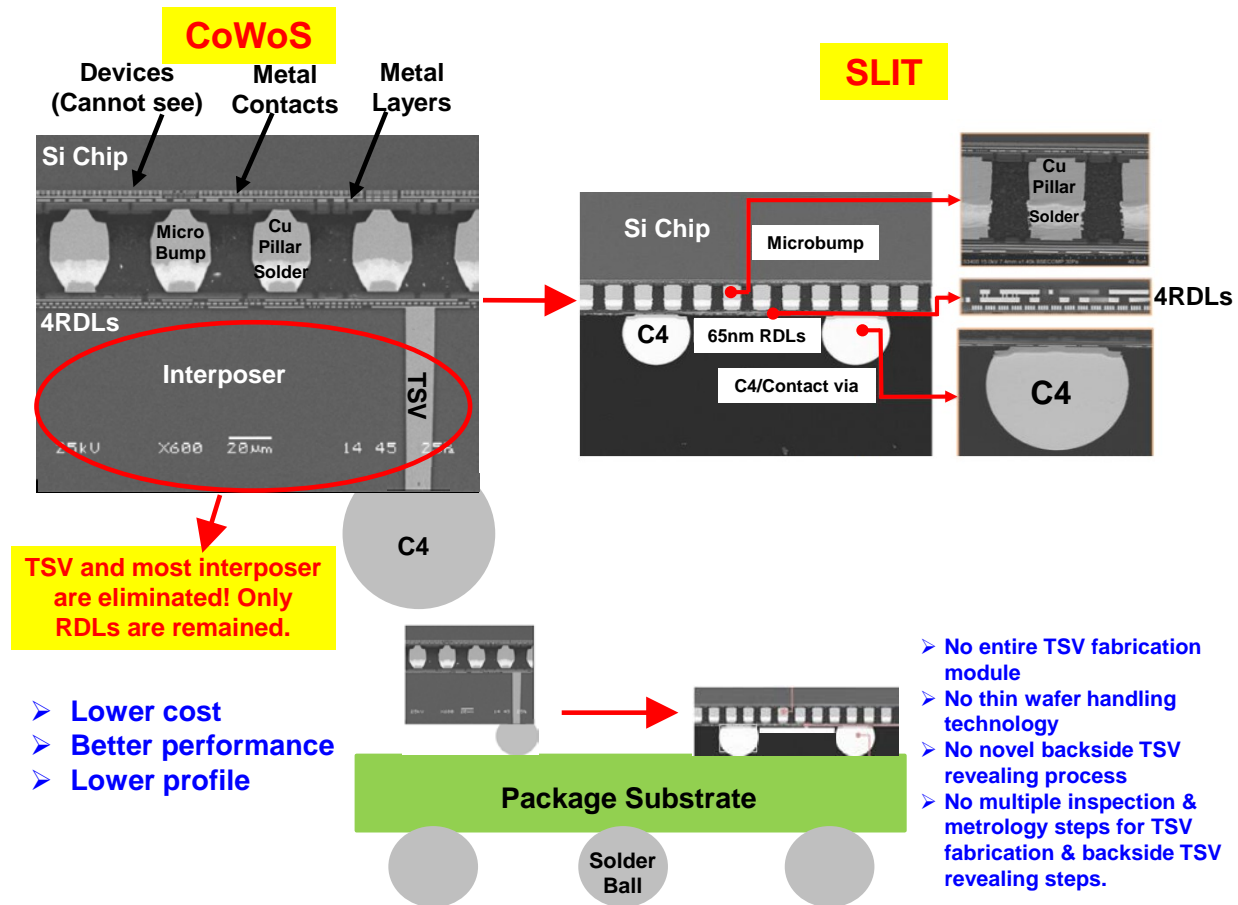 CoWoS
SLIT
Devices
(Cannot see)
Metal
Contacts
Metal
Layers
Si Chip
Micro
Bump
Cu
Pillar
Solder
4RDLs
Interposer
TSV
25kV X600 20µm 14 45
C4
TSV and most interposer
are eliminated! Only
RDLs are remained.
Si Chip
Microbump
C4
65nm RDLs
C4/Contact via
Cu
Pillar
Solder
4RDLs
C4
➢ Lower cost
➢ Better performance
➢ Lower profile
Package Substrate
Solder
Ball
➢ No entire TSV fabrication
module
➢ No thin wafer handling
technology
➢ No novel backside TSV
revealing process
➢ No multiple inspection &
metrology steps for TSV
fabrication & backside TSV
revealing steps.